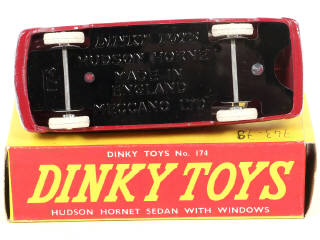 DINKY TOYS
HUDSON HORNET
MADE IN
ENGLAND
MECCANO LTD
174
DINKY TOYS No. 174
DINKY TOYS
HUDSON HORNET SEDAN WITH WINDOWS